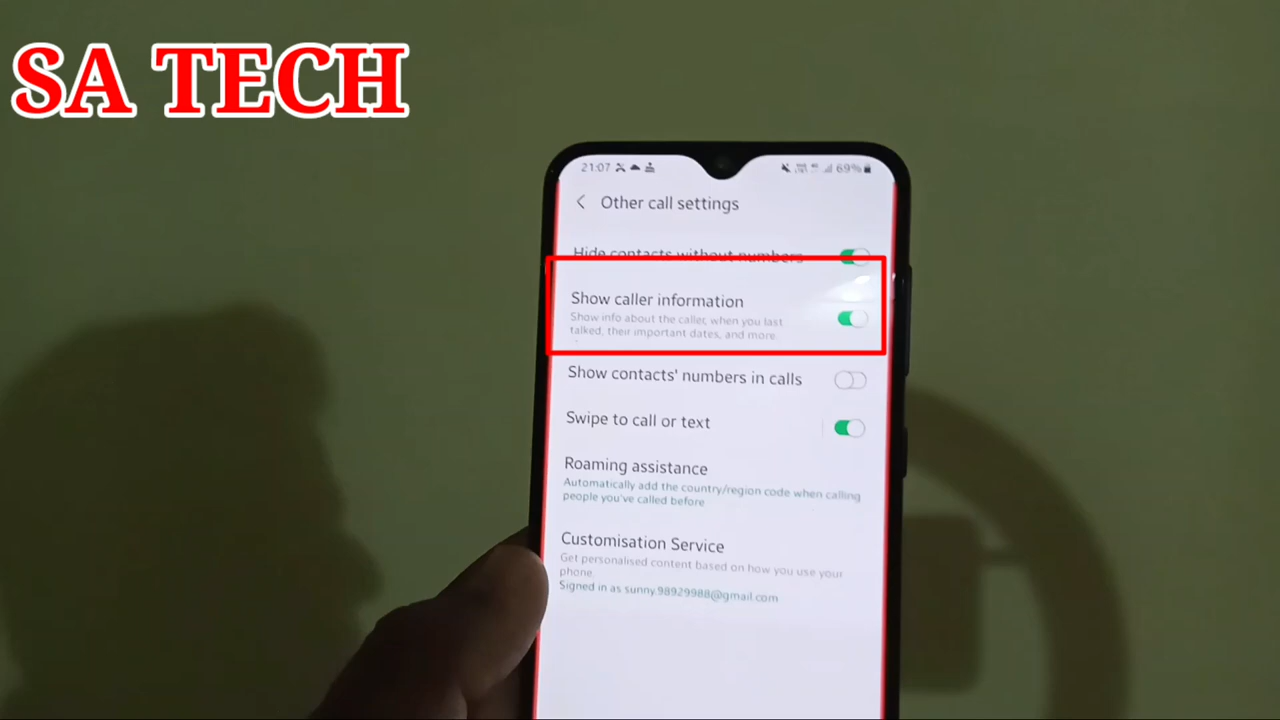 SA TECH
21:07 69%
Other call settings
Hide contacts without numbers
Show caller information
Show info about the caller, when you last
talked, their important dates, and more.
Show contacts' numbers in calls
Swipe to call or text
Roaming assistance
Automatically add the country/region code when calling
people you've called before
Customisation Service
Get personalised content based on how you use your
phone.
Signed in as sunny.98929988@gmail.com